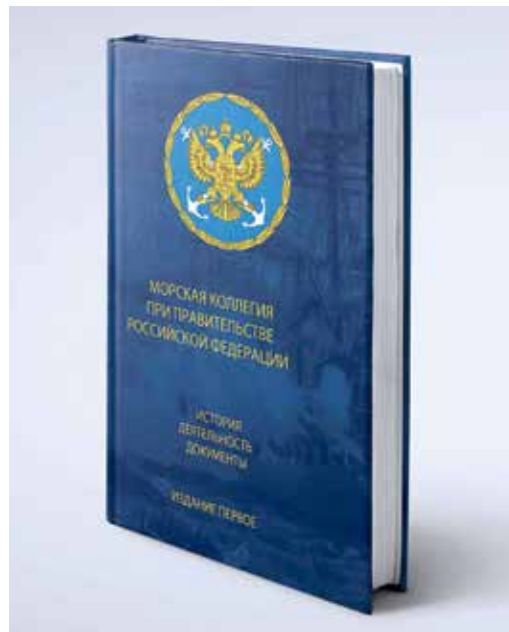 МОРСКАЯ КОЛЛЕГИЯ
ПРИ ПРАВИТЕЛЬСТВЕ
РОССИЙСКОЙ ФЕДЕРАЦИИ
ИСТОРИЯ
ДЕЯТЕЛЬНОСТЬ
ДОКУМЕНТЫ
ИЗДАНИЕ ПЕРВОЕ